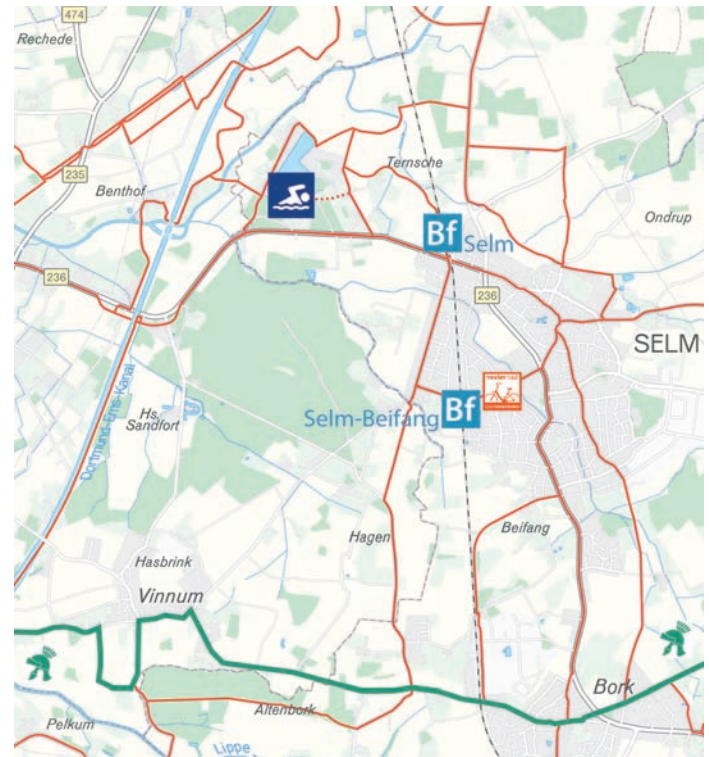 474
Rechede
235
Benthof
Ternsche
Ondrup
Bf
Selm
236
236
SELM
Dortmund-Ems-Kanal
Hs.
Sandfort
Selm-Beifang
Bf
Hagen
Beifang
Hasbrink
Vinnum
Bork
Altenbork
Pelkum
Lippe